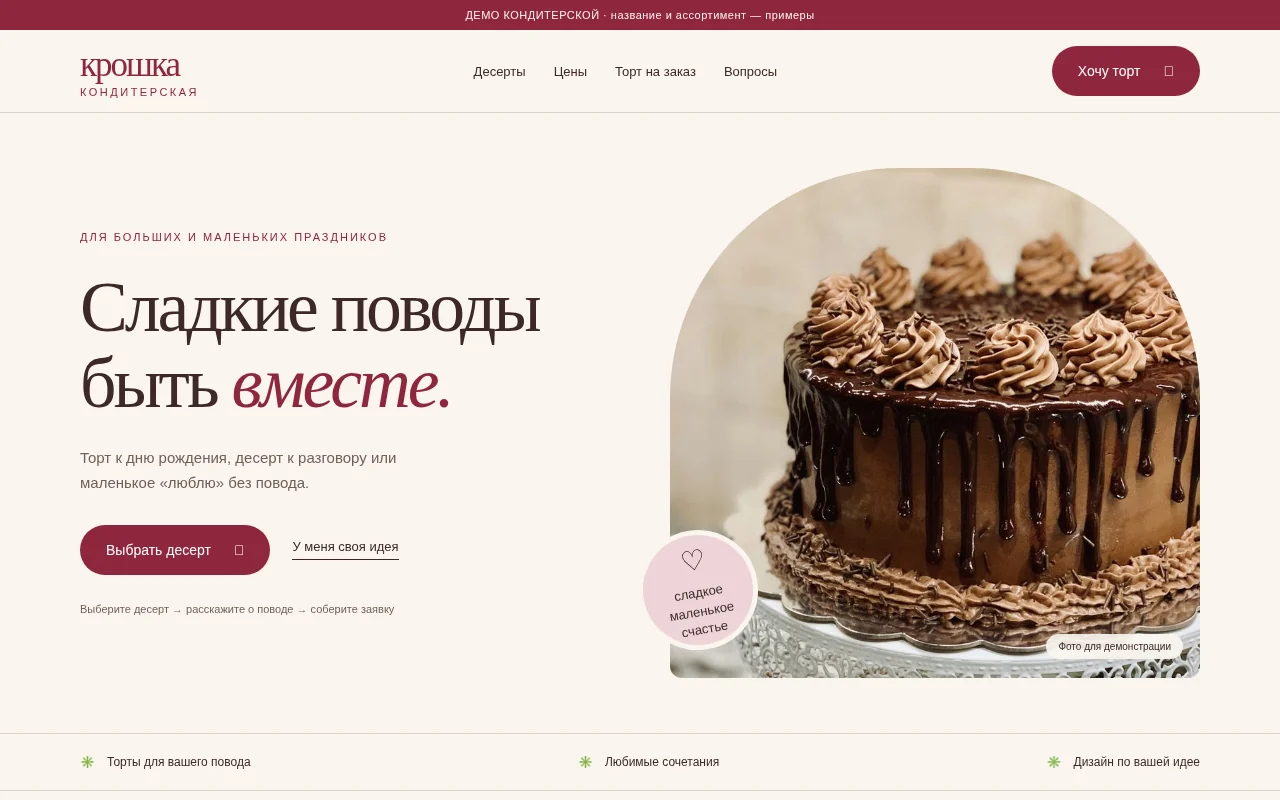 ДЕМО КОНДИТЕРСКОЙ · название и ассортимент — примеры
крошка
КОНДИТЕРСКАЯ
Десерты
Цены
Торт на заказ
Вопросы
Хочу торт
ДЛЯ БОЛЬШИХ И МАЛЕНЬКИХ ПРАЗДНИКОВ
Сладкие поводы
быть вместе.
Торт к дню рождения, десерт к разговору или
маленькое «люблю» без повода.
Выбрать десерт
У меня своя идея
Выберите десерт → расскажите о поводе → соберите заявку
сладкое
маленькое
счастье
Фото для демонстрации
Торты для вашего повода
Любимые сочетания
Дизайн по вашей идее